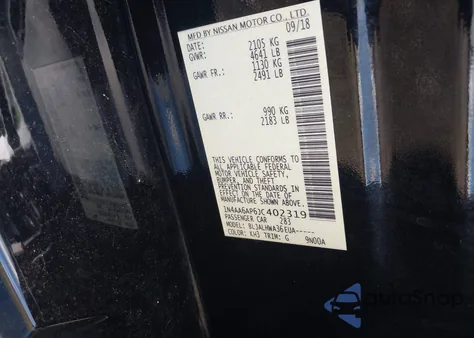 MFD BY NISSAN MOTOR CO., LTD.
DATE: 09/18
GVWR: 2105 KG
4641 LB
GAWR FR.: 1130 KG
2491 LB
GAWR RR.: 990 KG
2183 LB
THIS VEHICLE CONFORMS TO
ALL APPLICABLE FEDERAL
MOTOR VEHICLE SAFETY,
BUMPER, AND THEFT
PREVENTION STANDARDS IN
EFFECT ON THE DATE OF
MANUFACTURE SHOWN ABOVE.
1N4AA6AP6JC402319
PASSENGER CAR 283
MODEL: BLJALHWA36EUA-----
COLOR: KH3 TRIM: G 9N00A
autoSnap